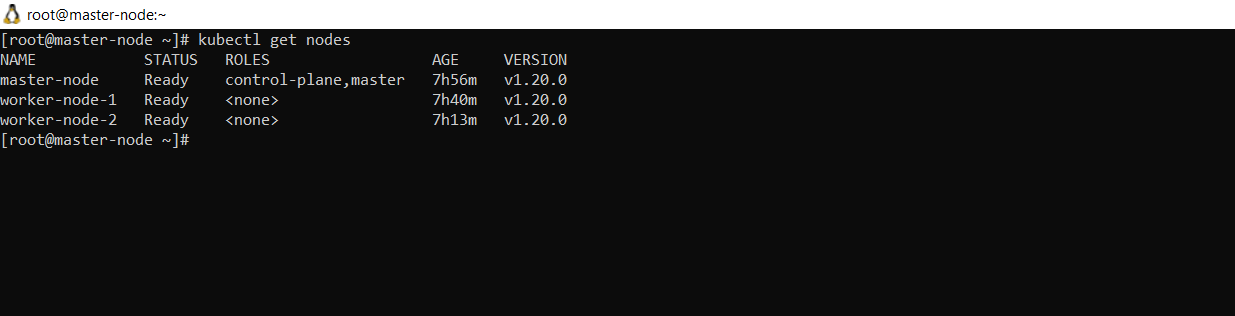 root@master-node:~
[root@master-node ~]# kubectl get nodes
NAME            STATUS   ROLES                  AGE     VERSION
master-node     Ready    control-plane,master   7h56m   v1.20.0
worker-node-1   Ready    <none>                 7h40m   v1.20.0
worker-node-2   Ready    <none>                 7h13m   v1.20.0
[root@master-node ~]#